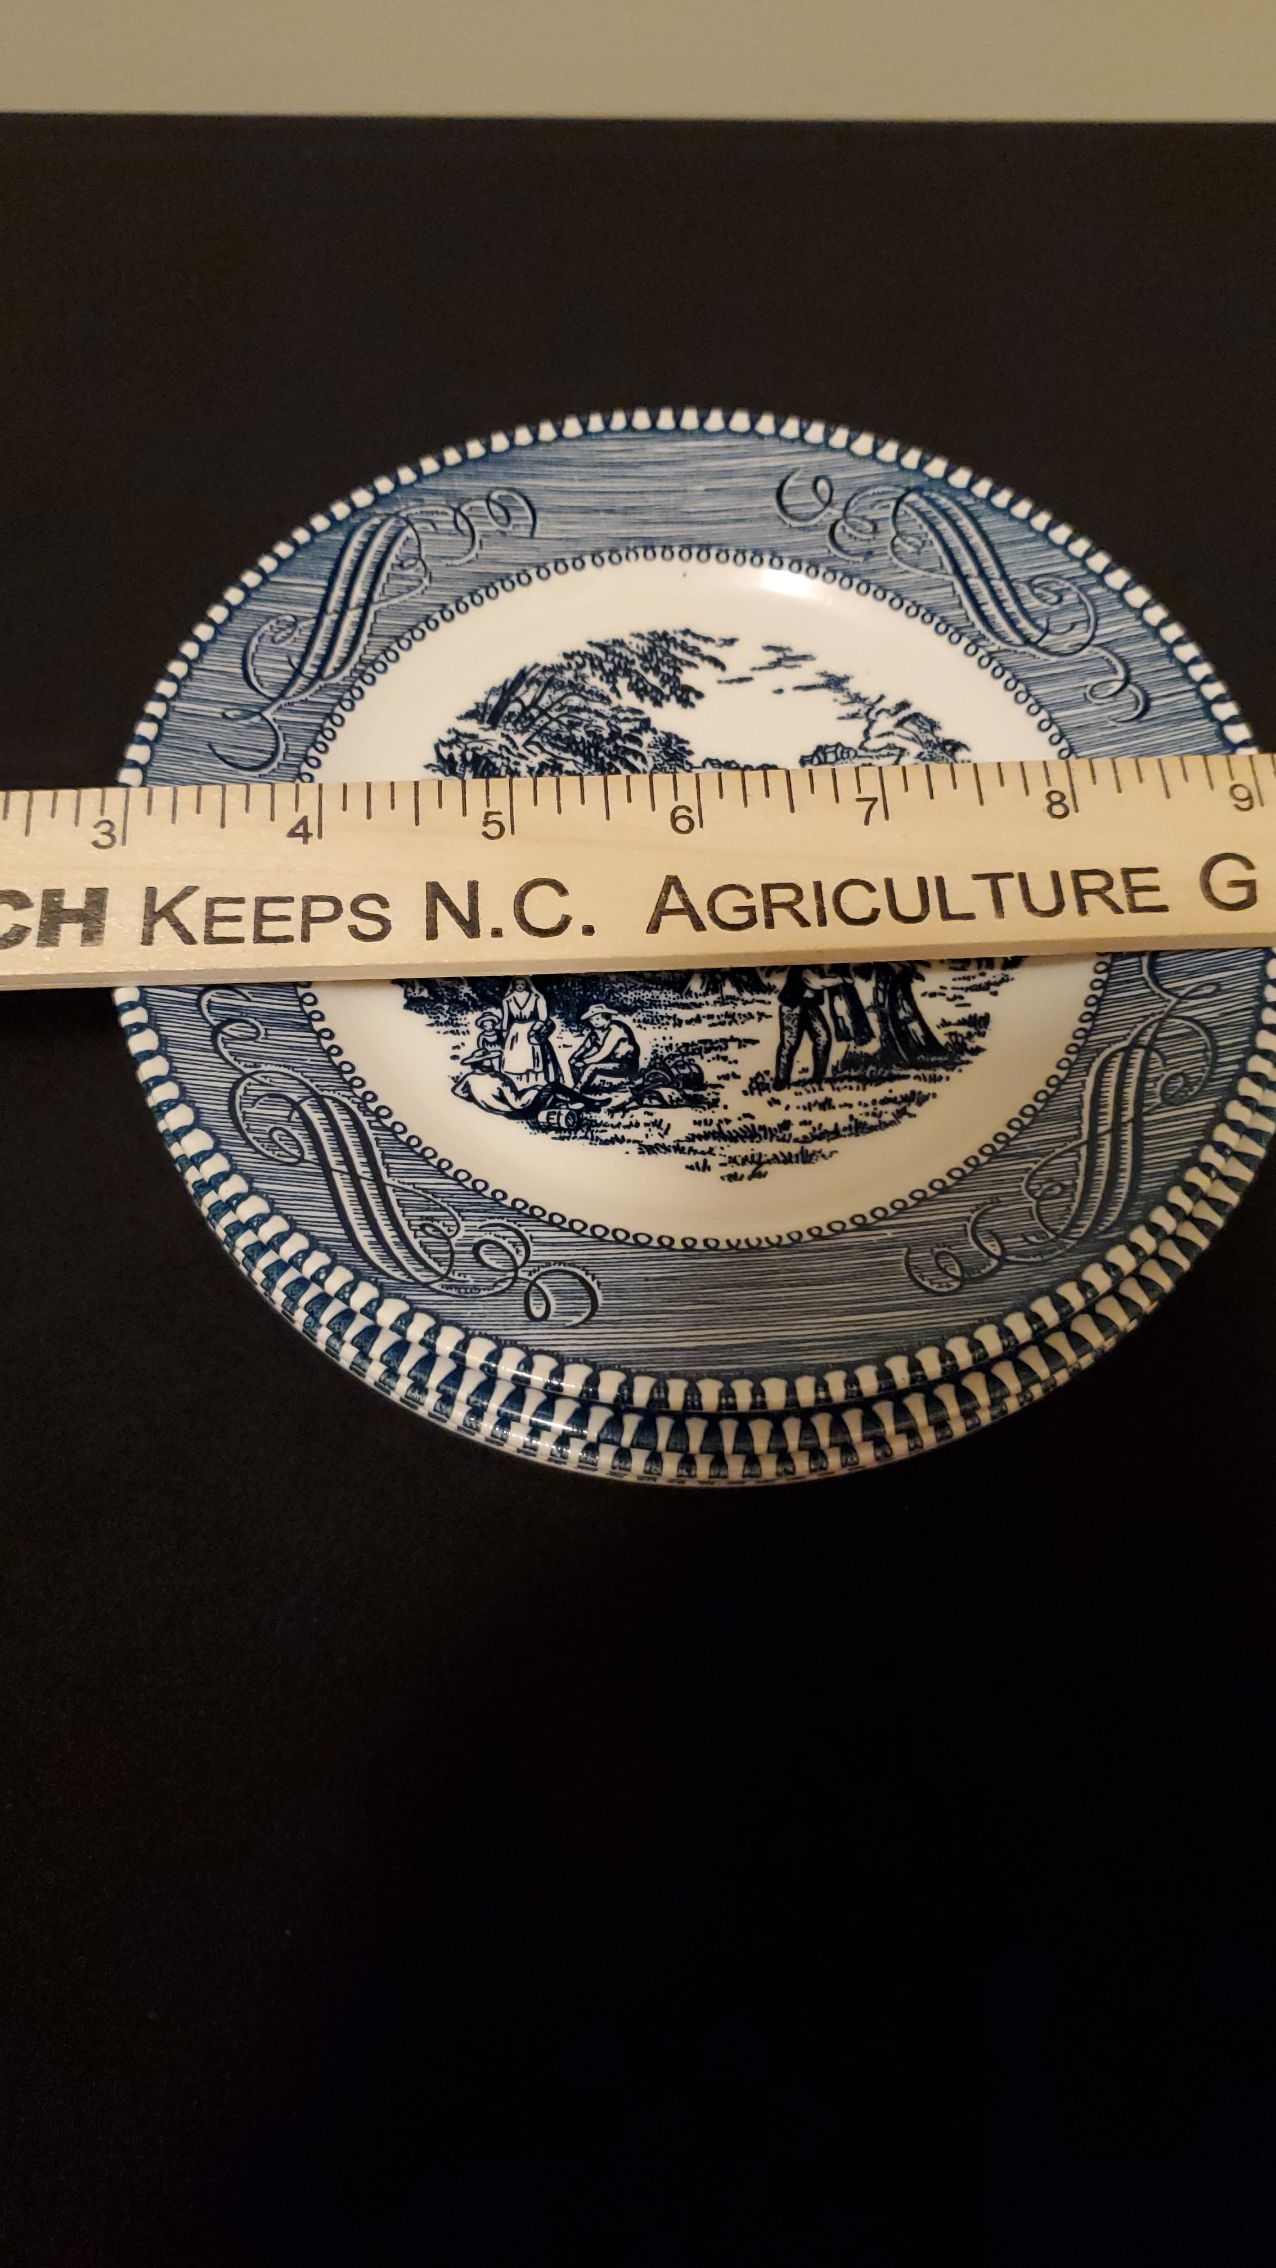 3 4 5 6 7 8 9
CH KEEPS N.C. AGRICULTURE G